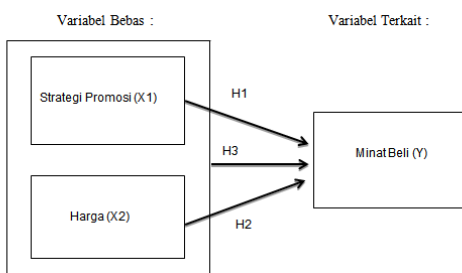 Variabel Bebas :
Variabel Terkait :
Strategi Promosi (X1)
H1
H3
Minat Beli (Y)
Harga (X2)
H2